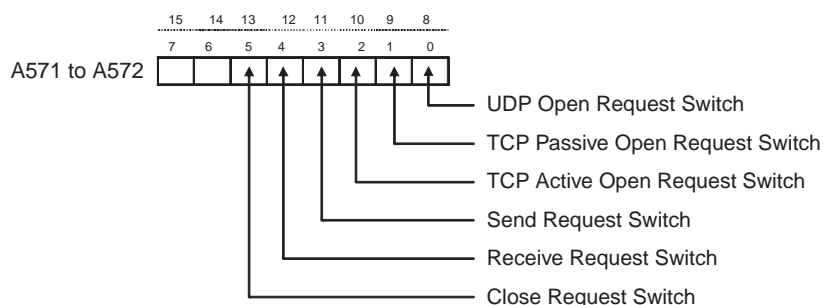 15 14 13 12 11 10 9 8
7 6 5 4 3 2 1 0
A571 to A572
UDP Open Request Switch
TCP Passive Open Request Switch
TCP Active Open Request Switch
Send Request Switch
Receive Request Switch
Close Request Switch